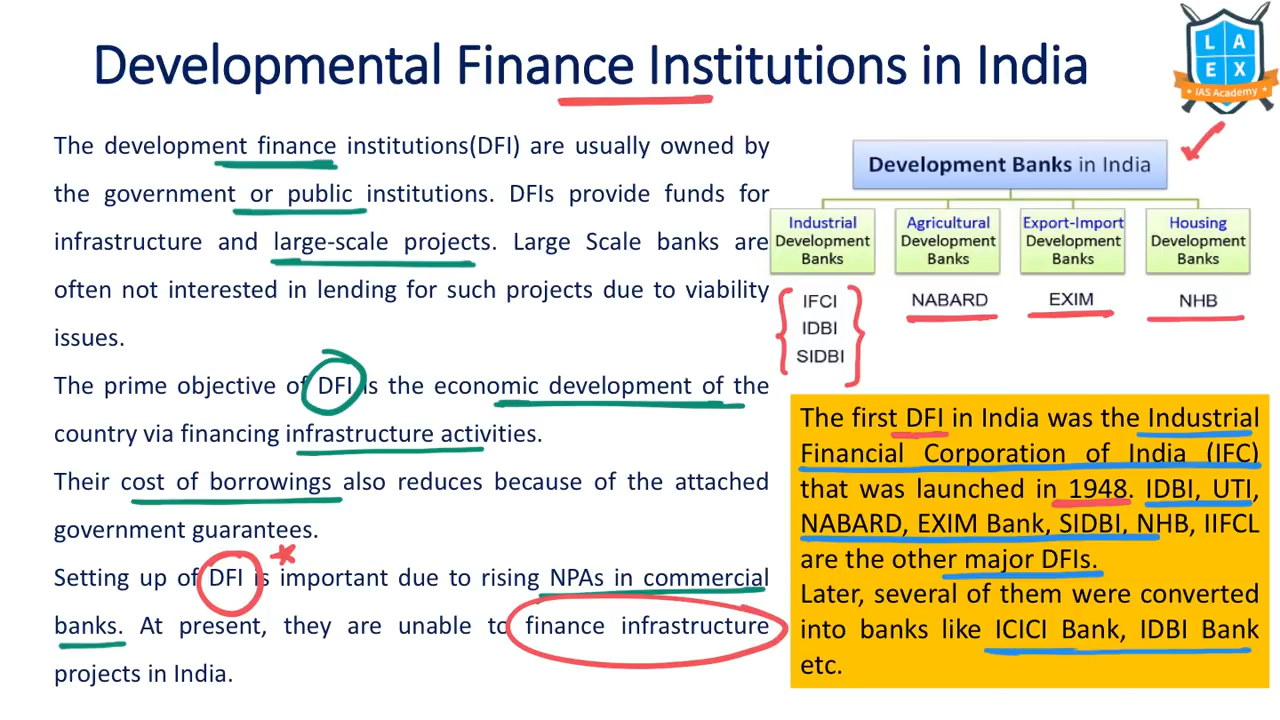 Developmental Finance Institutions in India
L A
E X
IAS Academy
The development finance institutions(DFI) are usually owned by
the government or public institutions. DFIs provide funds for
infrastructure and large-scale projects. Large Scale banks are
often not interested in lending for such projects due to viability
issues.
The prime objective of DFI is the economic development of the
country via financing infrastructure activities.
Their cost of borrowings also reduces because of the attached
government guarantees.
Setting up of DFI is important due to rising NPAs in commercial
banks. At present, they are unable to finance infrastructure
projects in India.
Development Banks in India
Industrial
Development
Banks
Agricultural
Development
Banks
Export-Import
Development
Banks
Housing
Development
Banks
IFCI
IDBI
SIDBI
NABARD
EXIM
NHB
The first DFI in India was the Industrial
Financial Corporation of India (IFC)
that was launched in 1948. IDBI, UTI,
NABARD, EXIM Bank, SIDBI, NHB, IIFCL
are the other major DFIs.
Later, several of them were converted
into banks like ICICI Bank, IDBI Bank
etc.